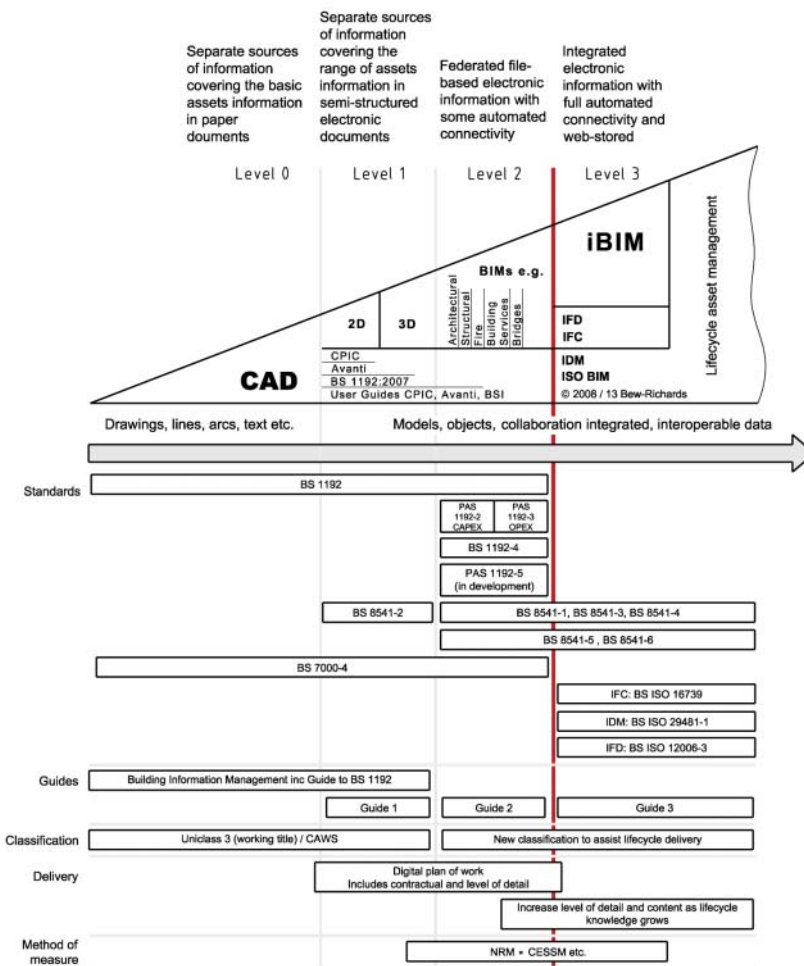 Separate sources
of information
covering the basic
assets information
in paper
douments
Separate sources
of information
covering the
range of assets
information in
semi-structured
electronic
documents
Federated file-
based electronic
information with
some automated
connectivity
Integrated
electronic
information with
full automated
connectivity and
web-stored
Level 0
Level 1
Level 2
Level 3
iBIM
BIMs e.g.
Architectural
Structural
Fire
Building
Services
Bridges
Lifecycle asset management
2D
3D
IFD
IFC
CAD
CPIC
Avanti
BS 1192:2007
User Guides CPIC, Avanti, BSI
IDM
ISO BIM
© 2008 / 13 Bew-Richards
Drawings, lines, arcs, text etc.
Models, objects, collaboration integrated, interoperable data
Standards
BS 1192
PAS
1192-2
CAPEX
PAS
1192-3
OPEX
BS 1192-4
PAS 1192-5
(in development)
BS 8541-2
BS 8541-1, BS 8541-3, BS 8541-4
BS 8541-5 , BS 8541-6
BS 7000-4
IFC: BS ISO 16739
IDM: BS ISO 29481-1
IFD: BS ISO 12006-3
Guides
Building Information Management inc Guide to BS 1192
Guide 1
Guide 2
Guide 3
Classification
Uniclass 3 (working title) / CAWS
New classification to assist lifecycle delivery
Delivery
Digital plan of work
Includes contractual and level of detail
Increase level of detail and content as lifecycle
knowledge grows
Method of
measure
NRM • CESSM etc.